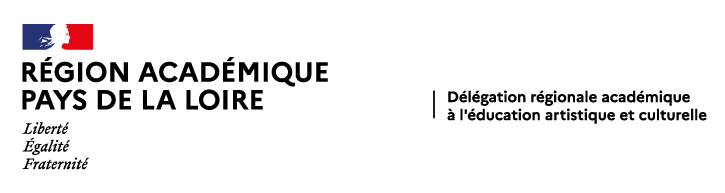 RÉGION ACADÉMIQUE
PAYS DE LA LOIRE
Liberté
Égalité
Fraternité
Délégation régionale académique
à l'éducation artistique et culturelle